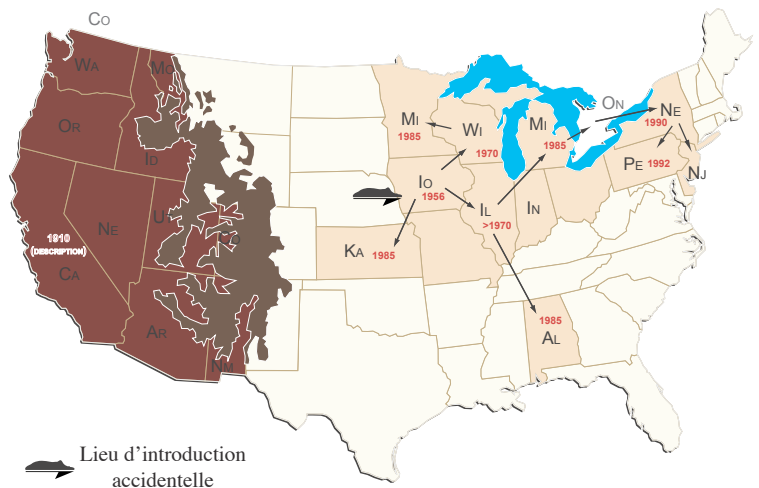 CO
WA
MO
OR
ID
1910
(DESCRIPTION)
NE
U
CO
CA
AR
NM
MI
1985
WI
1970
MI
1985
ON
NE
1990
PE 1992
NJ
IO
1956
IL
>1970
IN
KA 1985
1985
AL
Lieu d’introduction
accidentelle